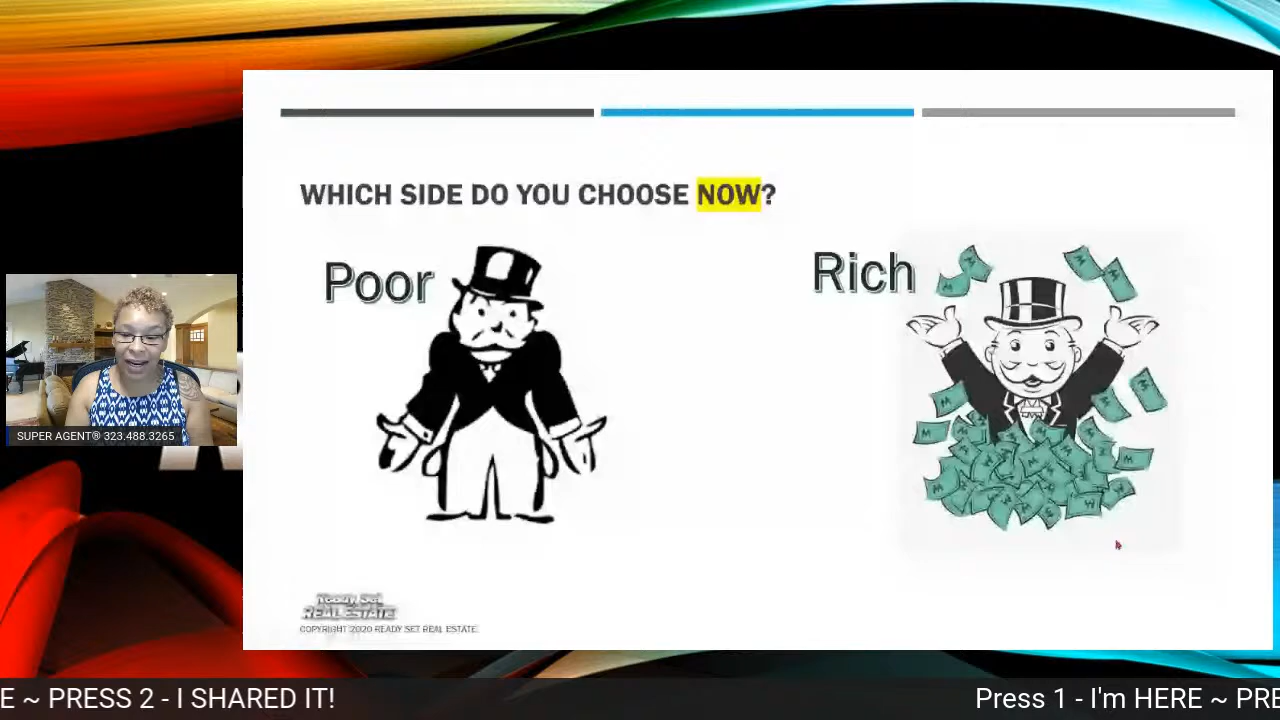 WHICH SIDE DO YOU CHOOSE NOW?
Poor
Rich
SUPER AGENT® 323.488.3265
Ready Set
REAL ESTATE
COPYRIGHT 2020 READY SET REAL ESTATE.
E ~ PRESS 2 - I SHARED IT!
Press 1 - I'm HERE ~ PRE